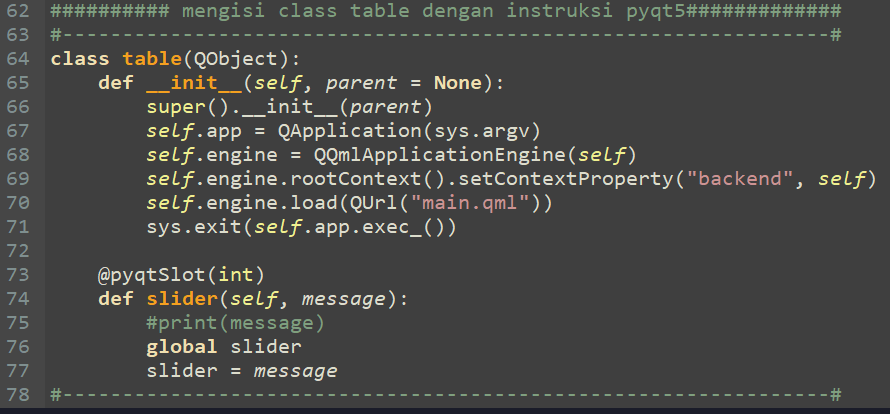 62 ########## mengisi class table dengan instruksi pyqt5#############
63 #----------------------------------------------------------------#
64 class table(QObject):
65     def __init__(self, parent = None):
66         super().__init__(parent)
67         self.app = QApplication(sys.argv)
68         self.engine = QQmlApplicationEngine(self)
69         self.engine.rootContext().setContextProperty("backend", self)
70         self.engine.load(QUrl("main.qml"))
71         sys.exit(self.app.exec_())
72
73     @pyqtSlot(int)
74     def slider(self, message):
75         #print(message)
76         global slider
77         slider = message
78 #----------------------------------------------------------------#